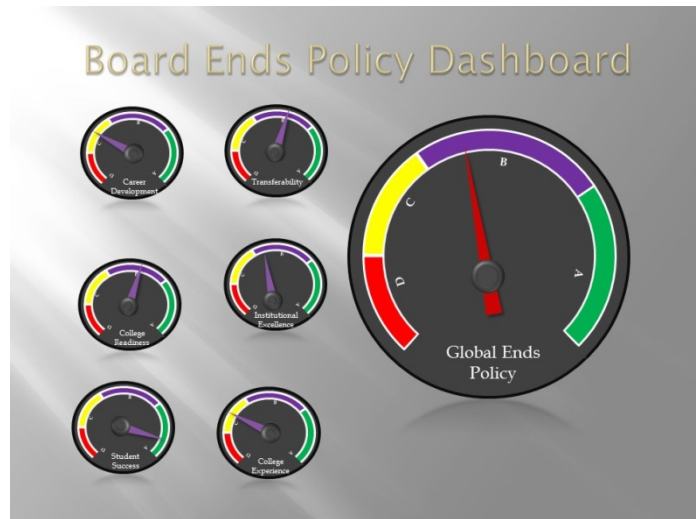 Board Ends Policy Dashboard
B
C
D
A
Career
Development
B
C
D
A
Transferability
B
C
D
A
Global Ends
Policy
B
C
D
A
College
Readiness
B
C
D
A
Institutional
Excellence
B
C
D
A
Student
Success
B
C
D
A
College
Experience